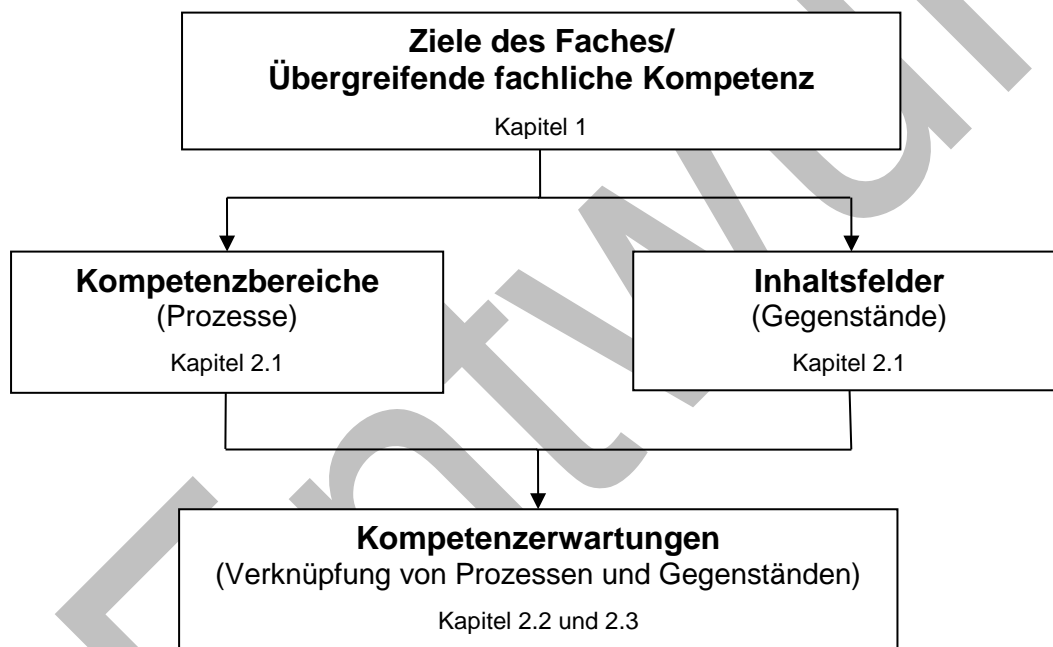 Ziele des Faches/
Übergreifende fachliche Kompetenz
Kapitel 1
Kompetenzbereiche
(Prozesse)
Kapitel 2.1
Inhaltsfelder
(Gegenstände)
Kapitel 2.1
Kompetenzerwartungen
(Verknüpfung von Prozessen und Gegenständen)
Kapitel 2.2 und 2.3